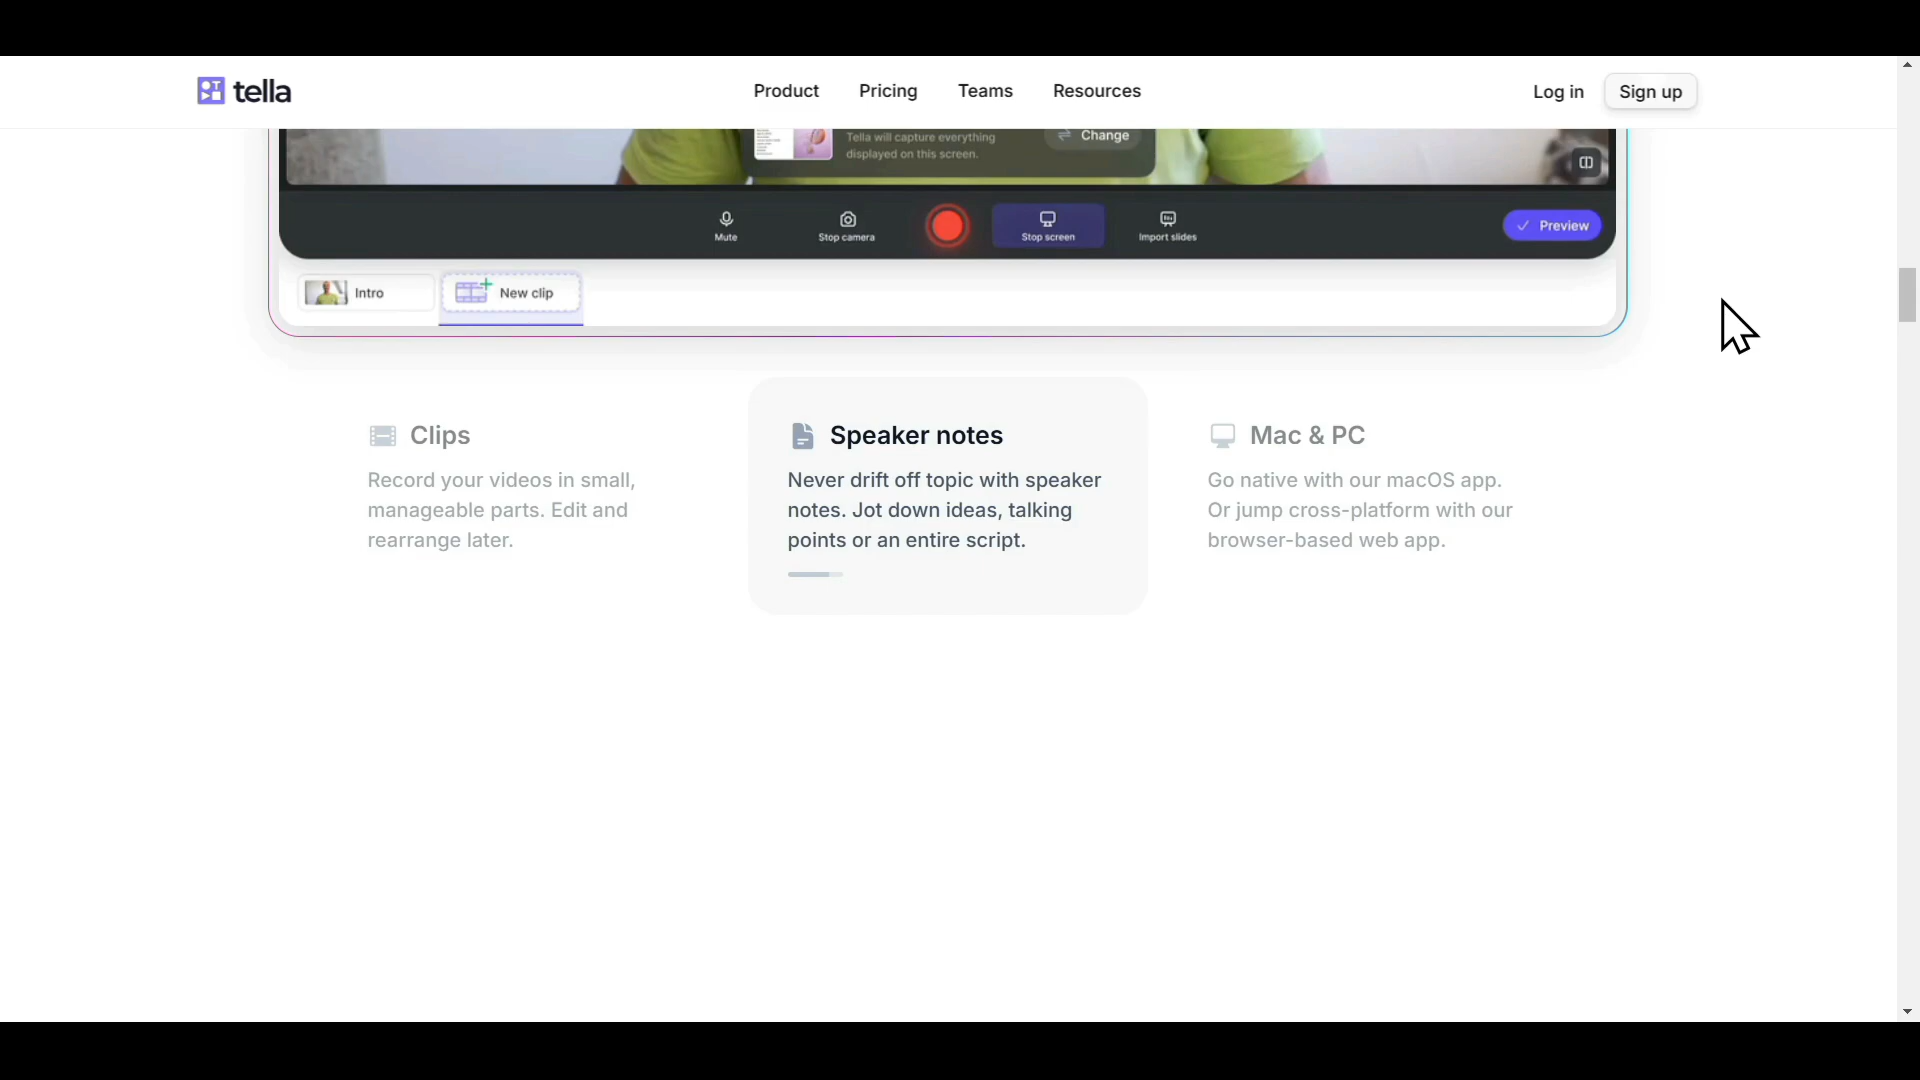 tella
Product
Pricing
Teams
Resources
Log in
Sign up
Tella will capture everything
displayed on this screen.
Change
Mute
Stop camera
Stop screen
Import slides
Preview
Intro
New clip
Clips
Record your videos in small,
manageable parts. Edit and
rearrange later.
Speaker notes
Never drift off topic with speaker
notes. Jot down ideas, talking
points or an entire script.
Mac & PC
Go native with our macOS app.
Or jump cross-platform with our
browser-based web app.